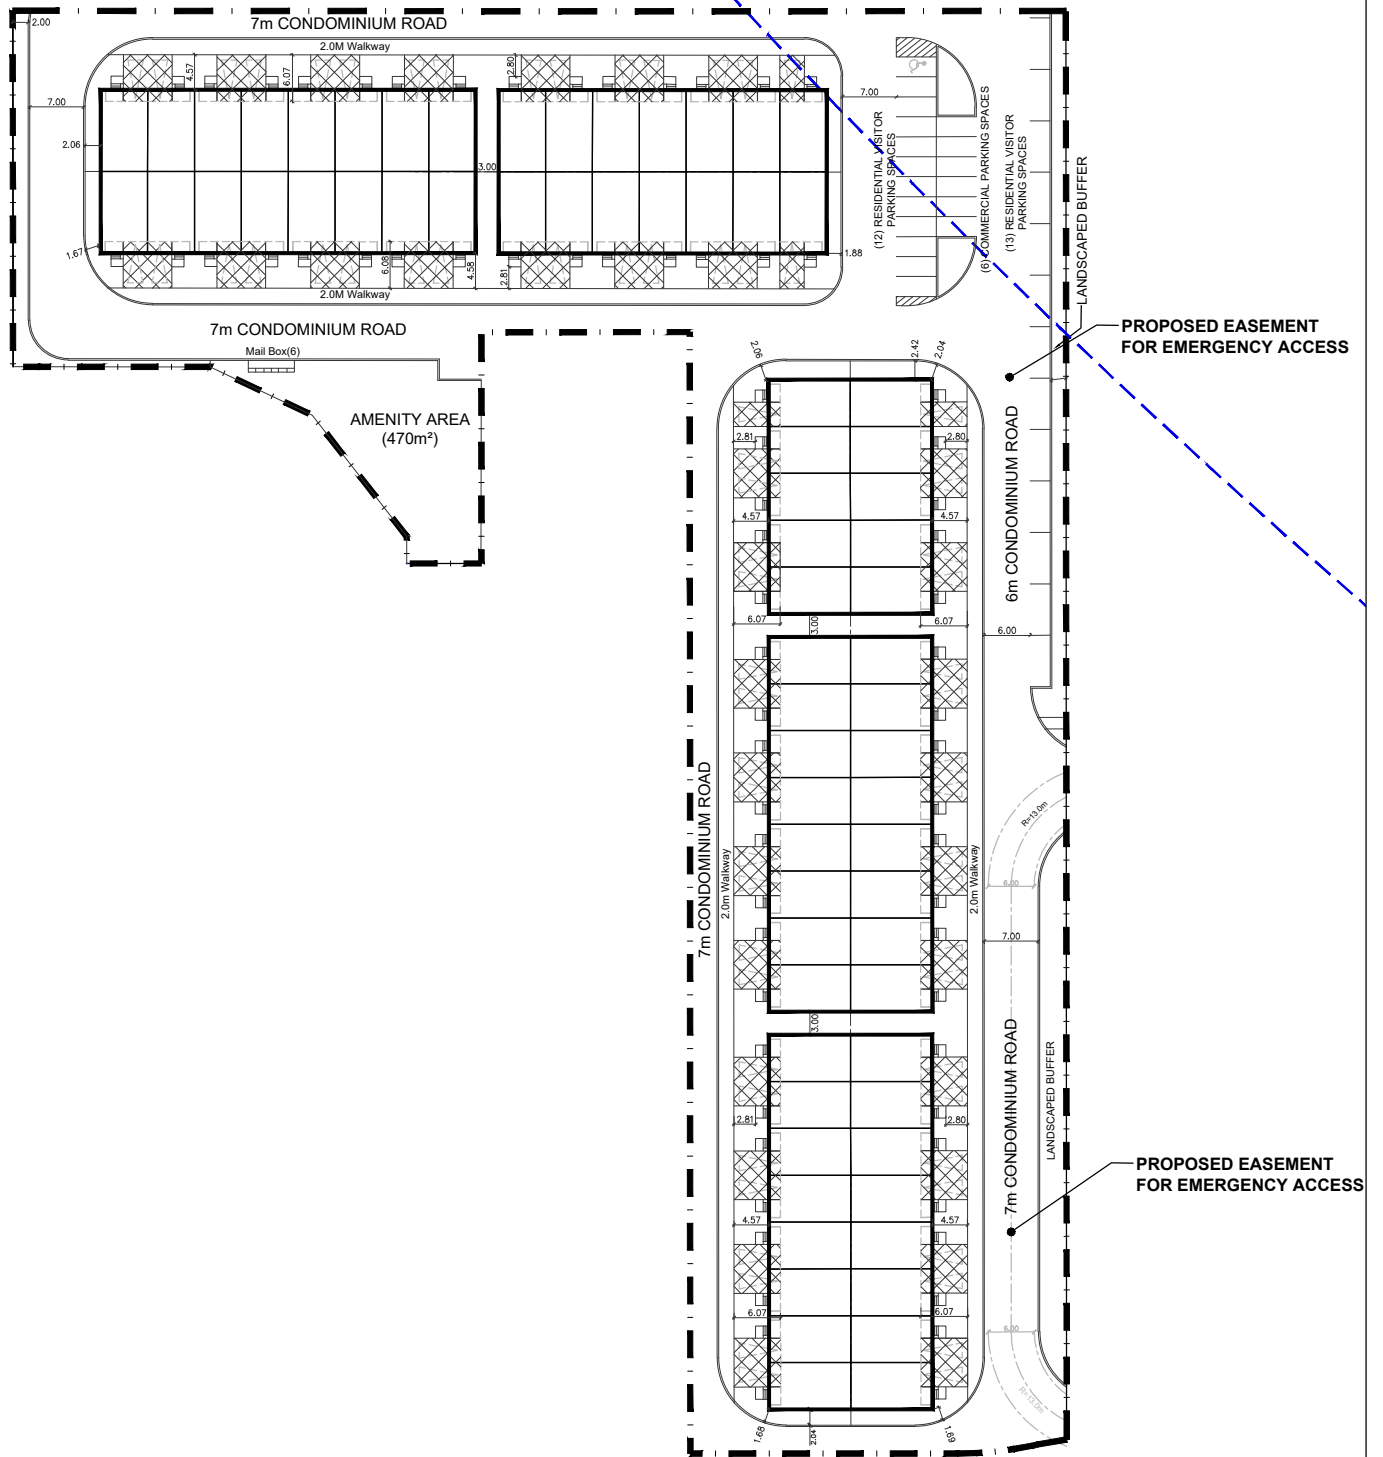 2.00
7m CONDOMINIUM ROAD
2.0M Walkway
4.57
6.07
2.80
7.00
2.06
3.00
7.00
(12) RESIDENTIAL VISITOR
PARKING SPACES
(6) COMMERCIAL PARKING SPACES
(13) RESIDENTIAL VISITOR
PARKING SPACES
LANDSCAPED BUFFER
1.67
6.08
4.58
2.81
1.88
2.0M Walkway
7m CONDOMINIUM ROAD
Mail Box(6)
AMENITY AREA
(470m²)
PROPOSED EASEMENT
FOR EMERGENCY ACCESS
2.06
2.42
2.04
2.81
2.80
4.57
4.57
6m CONDOMINIUM ROAD
6.07
3.00
6.07
6.00
7m CONDOMINIUM ROAD
2.0m Walkway
2.0m Walkway
R=13.0m
6.00
7.00
3.00
7m CONDOMINIUM ROAD
LANDSCAPED BUFFER
2.81
2.80
PROPOSED EASEMENT
FOR EMERGENCY ACCESS
4.57
4.57
6.07
6.07
6.00
R=13.0m
1.68
2.04
1.69